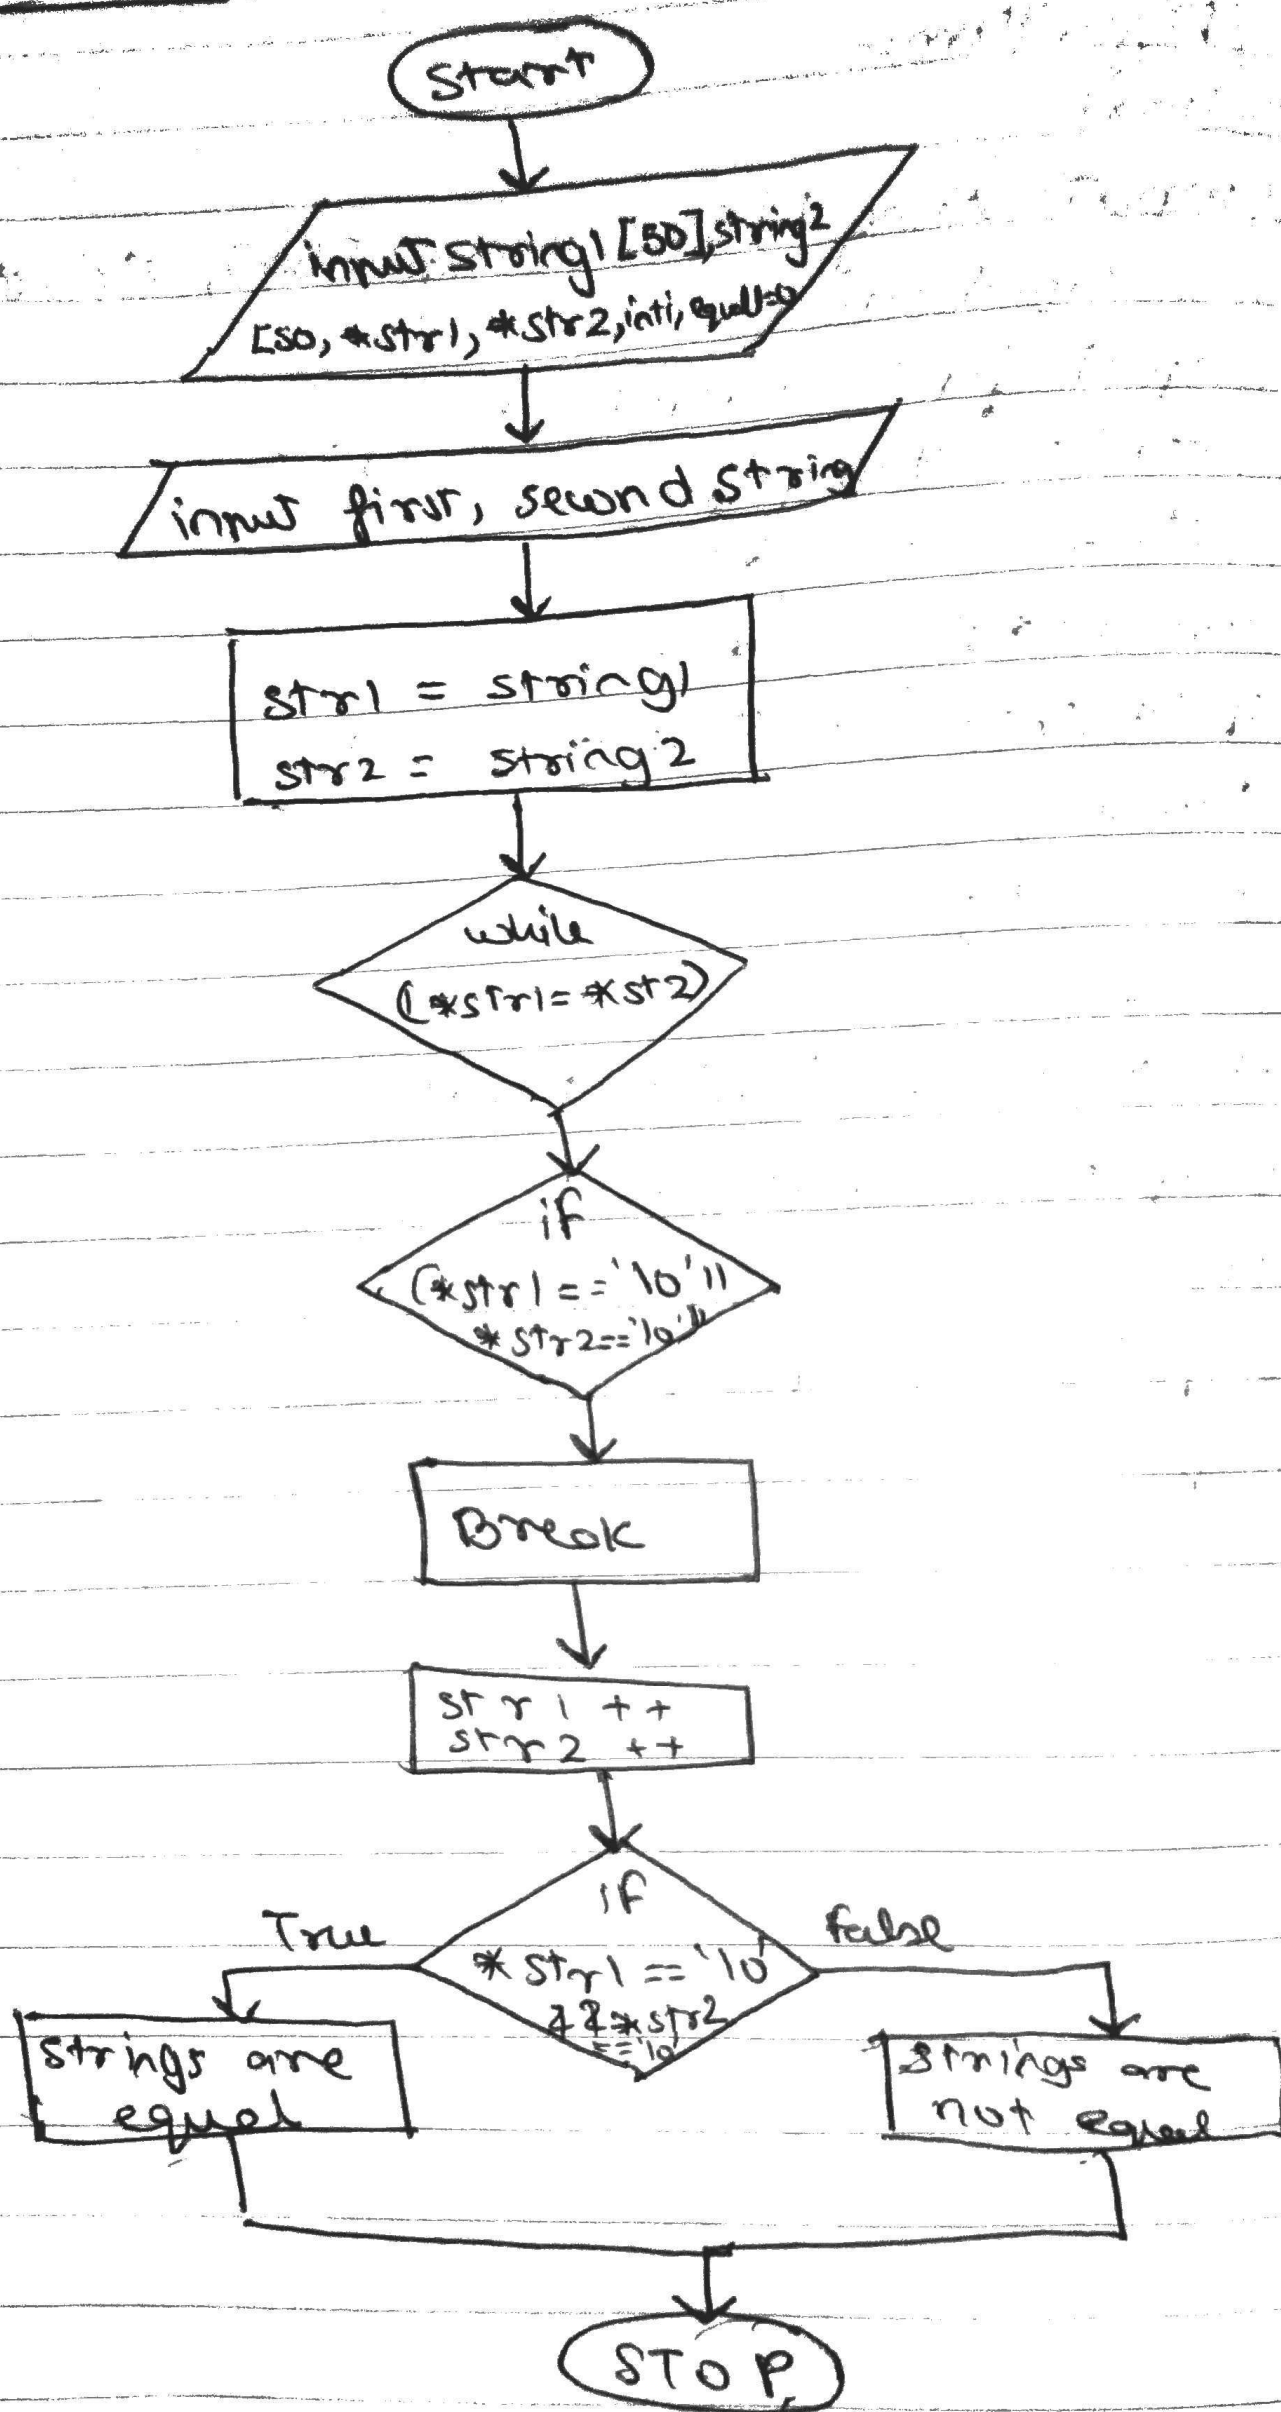 Start
input string1 [50], string2
[50, *str1, *str2, inti, equal=0
input first, second string
str1 = string1
str2 = string2
while
(*str1=*st2)
if
(*str1=='\0'||
*str2=='\0'))
Break
str1++
str2++
if
True
False
*str1=='\0'
&&*str2
=='\0'
strings are
equal
strings are
not equal
STOP